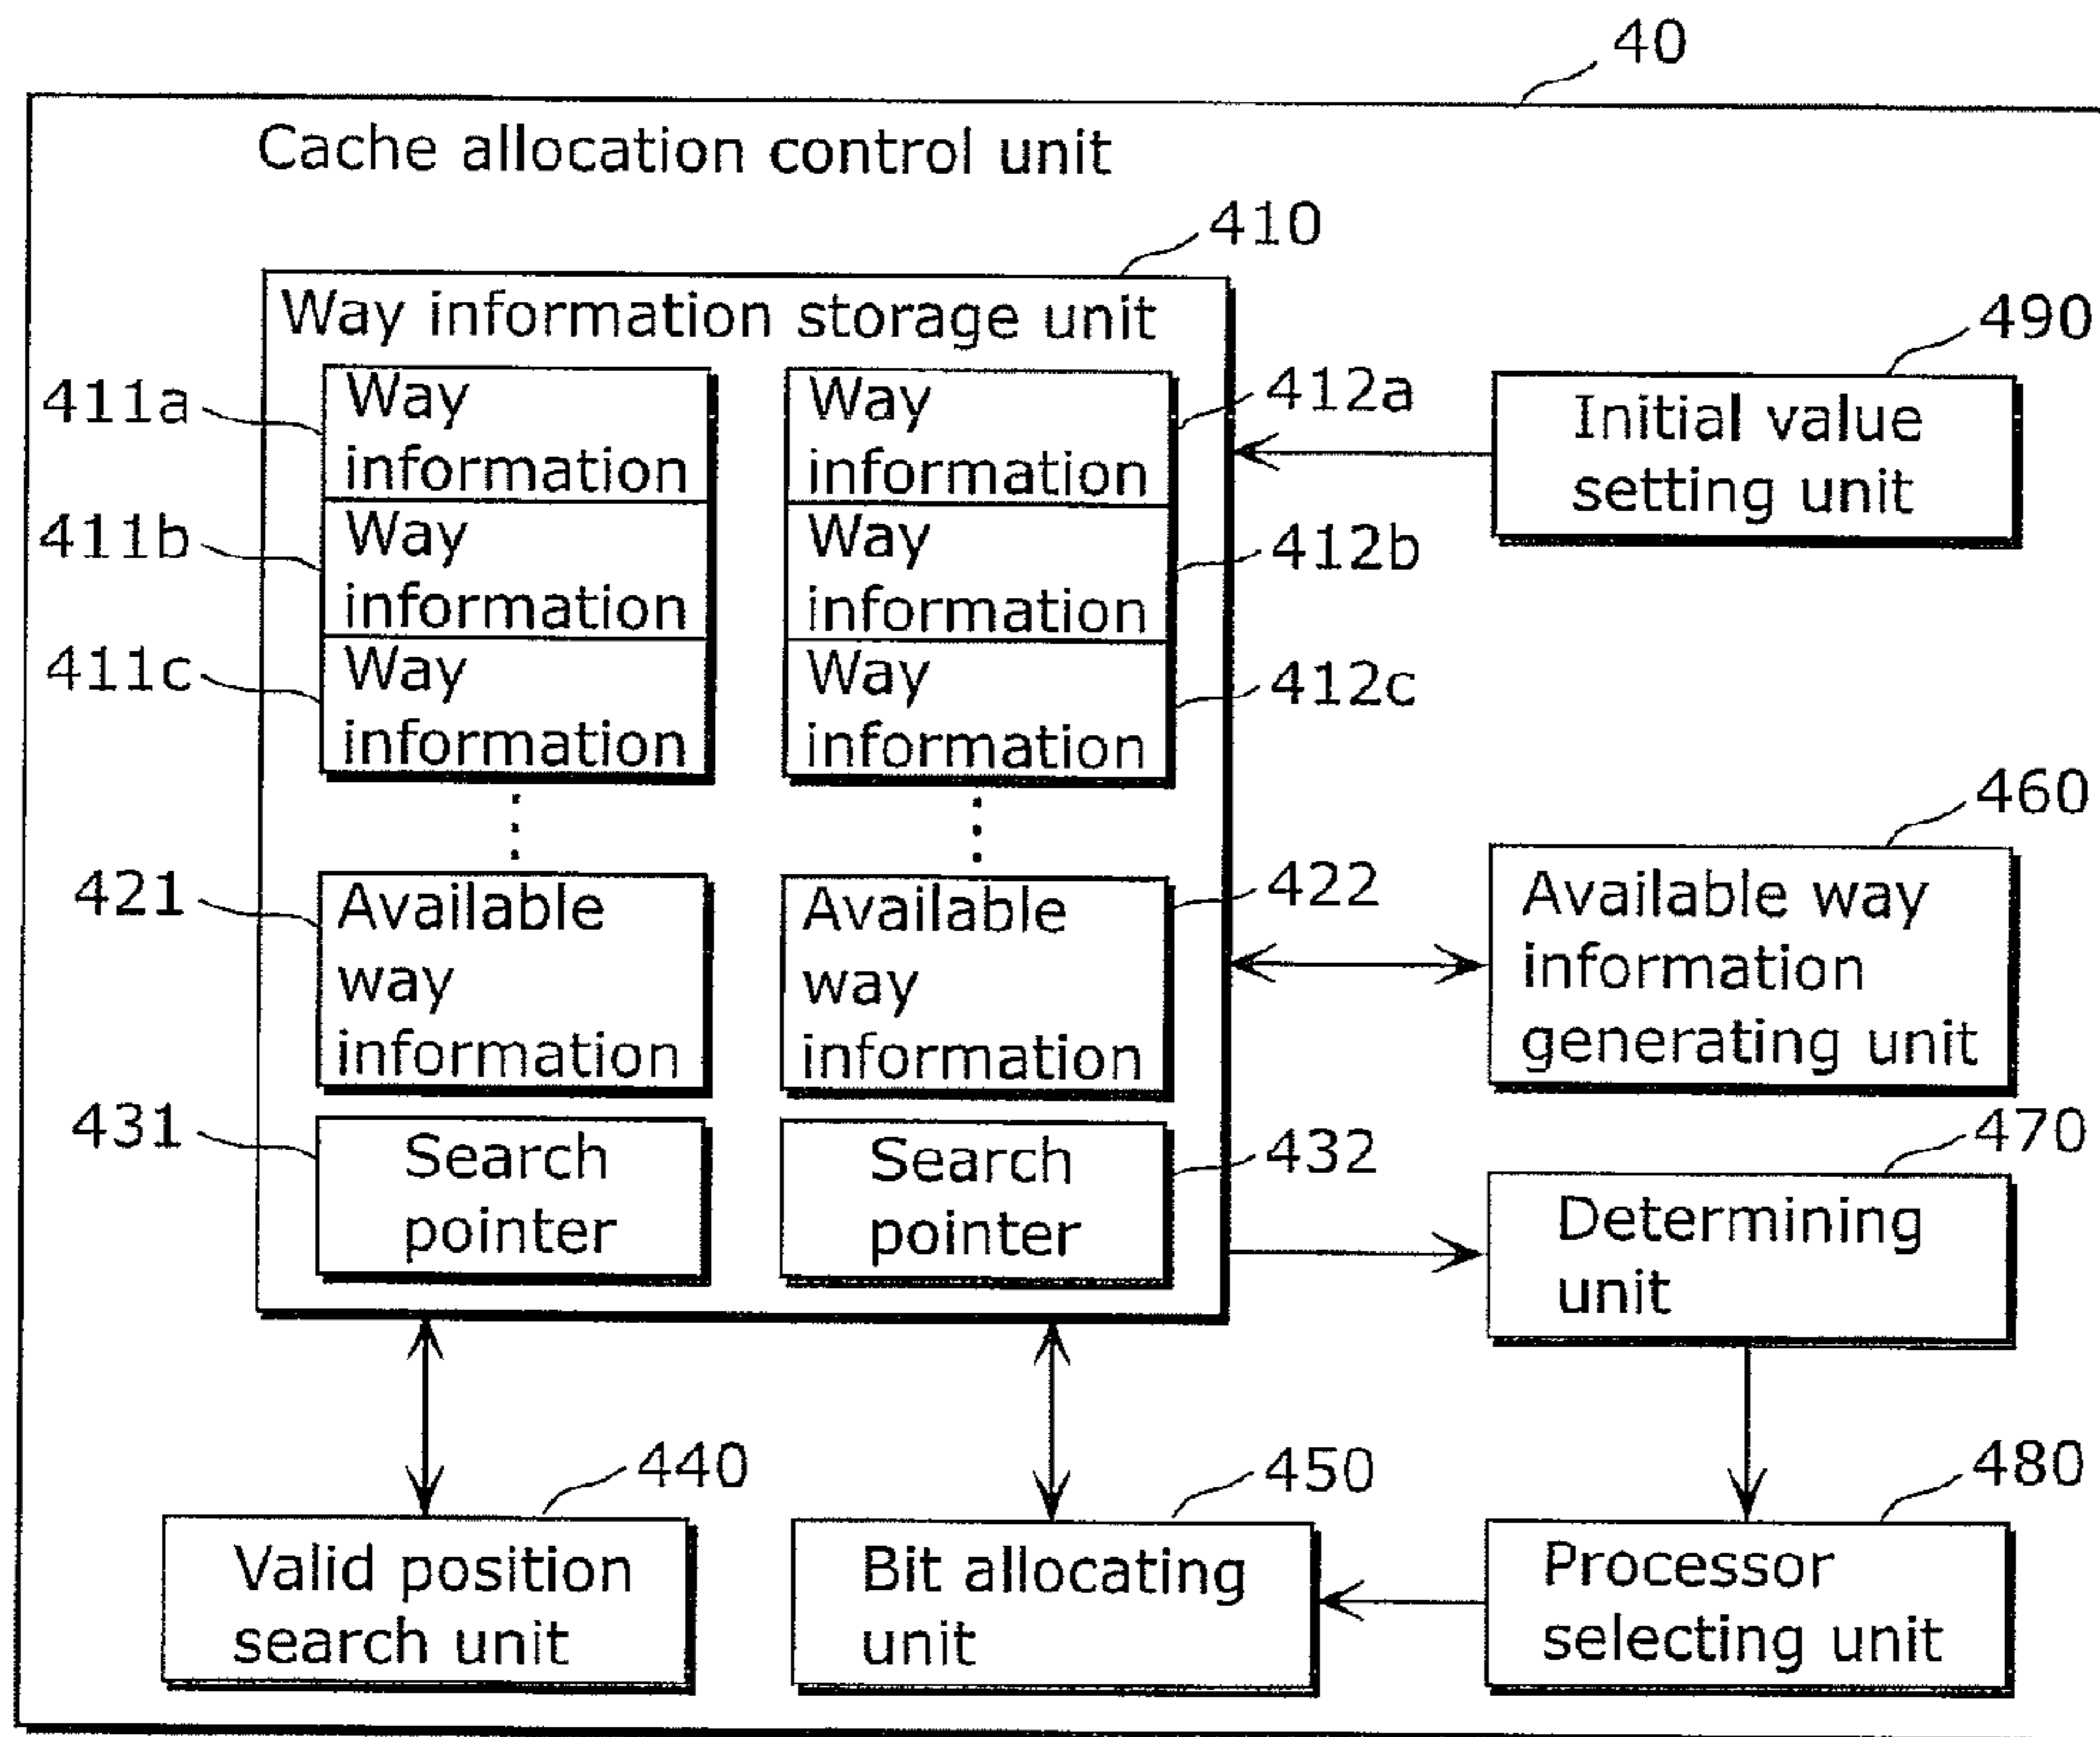 40
Cache allocation control unit
410
Way information storage unit
490
411a
Way
information
Way
information
412a
Initial value
setting unit
411b
Way
information
Way
information
412b
411c
Way
information
Way
information
412c
460
421
Available
way
information
Available
way
information
422
Available way
information
generating unit
431
Search
pointer
Search
pointer
432
470
Determining
unit
440
450
480
Valid position
search unit
Bit allocating
unit
Processor
selecting unit